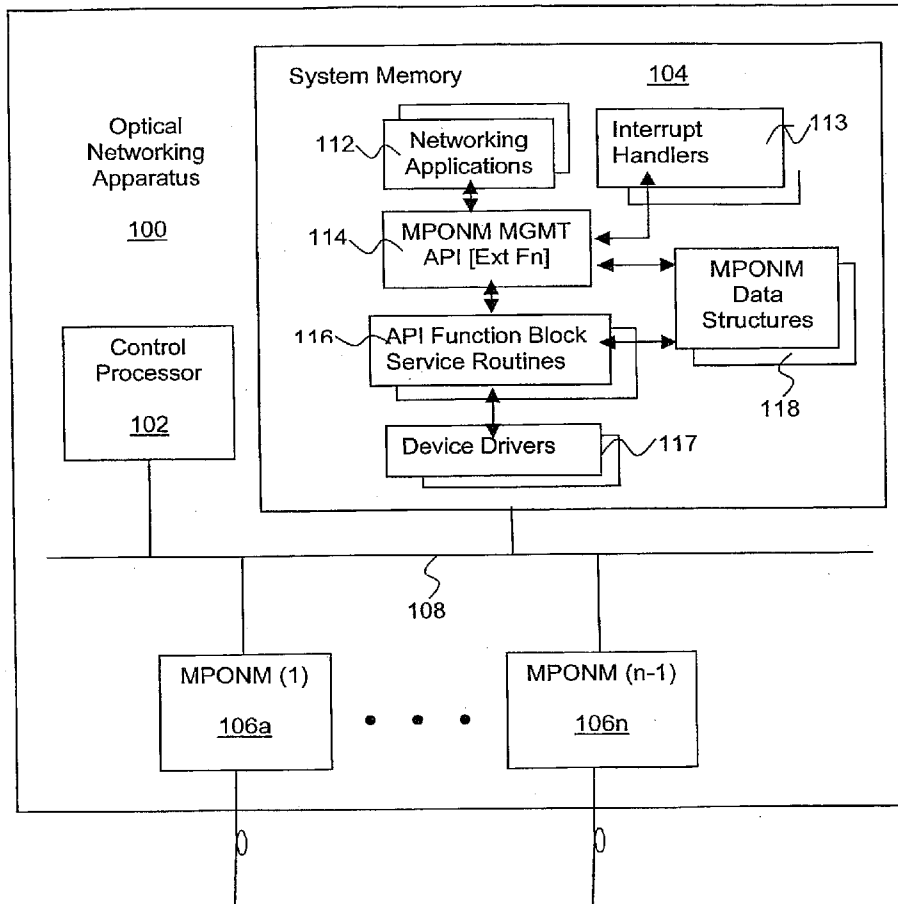 System Memory
104
Optical
Networking
Apparatus
100
112
Networking
Applications
Interrupt
Handlers
113
114
MPONM MGMT
API [Ext Fn]
MPONM
Data
Structures
118
116
API Function Block
Service Routines
Device Drivers
117
Control
Processor
102
108
MPONM (1)
106a
MPONM (n-1)
106n